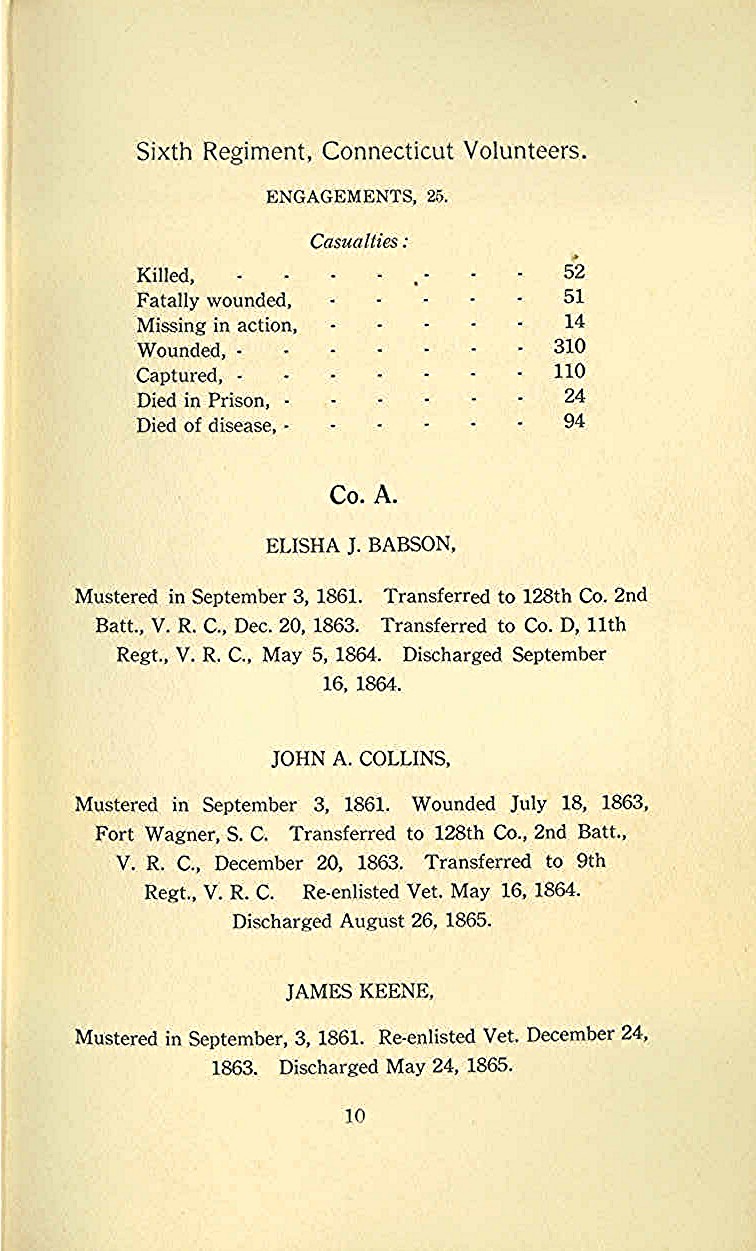 Sixth Regiment, Connecticut Volunteers.
ENGAGEMENTS, 25.
Casualties:
Killed, - - - - - - - 52
Fatally wounded, - - - - - 51
Missing in action, - - - - - 14
Wounded, - - - - - - - 310
Captured, - - - - - - - 110
Died in Prison, - - - - - - 24
Died of disease, - - - - - - 94
Co. A.
ELISHA J. BABSON,
Mustered in September 3, 1861. Transferred to 128th Co. 2nd
Batt., V. R. C., Dec. 20, 1863. Transferred to Co. D, 11th
Regt., V. R. C., May 5, 1864. Discharged September
16, 1864.
JOHN A. COLLINS,
Mustered in September 3, 1861. Wounded July 18, 1863,
Fort Wagner, S. C. Transferred to 128th Co., 2nd Batt.,
V. R. C., December 20, 1863. Transferred to 9th
Regt., V. R. C. Re-enlisted Vet. May 16, 1864.
Discharged August 26, 1865.
JAMES KEENE,
Mustered in September, 3, 1861. Re-enlisted Vet. December 24,
1863. Discharged May 24, 1865.
10